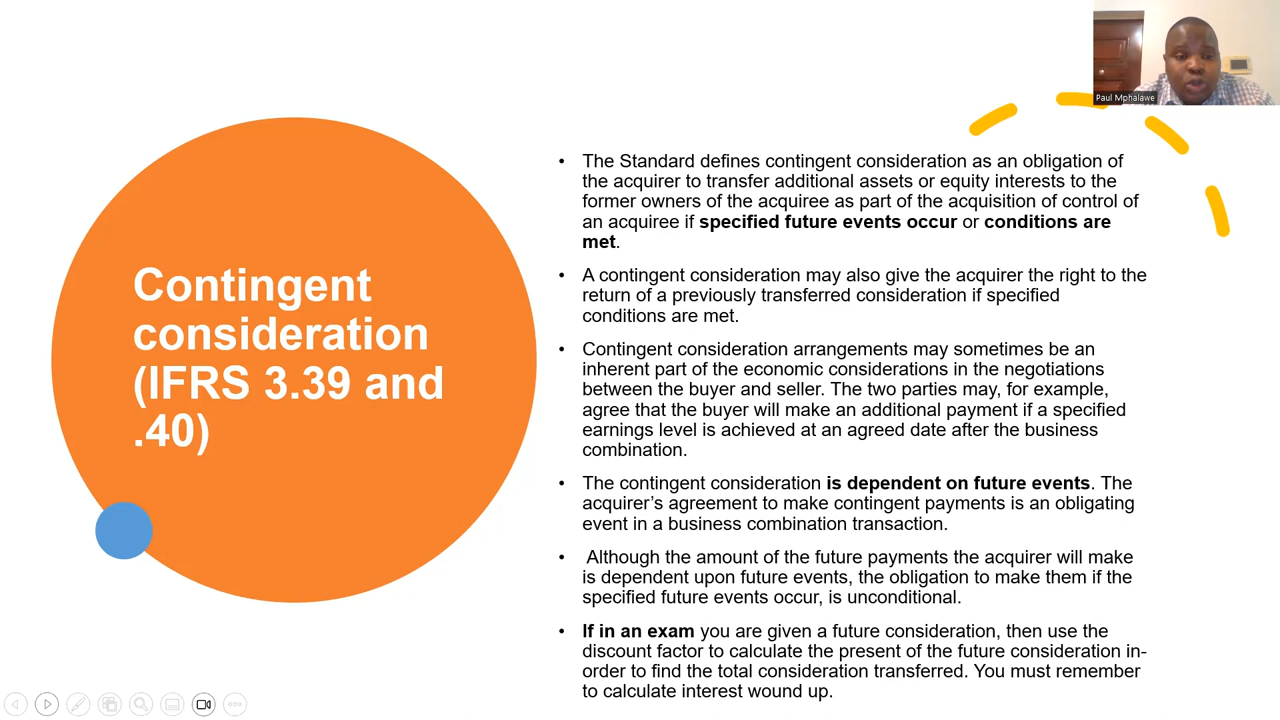 Paul Mphalawe
Contingent
consideration
(IFRS 3.39 and
.40)
• The Standard defines contingent consideration as an obligation of
the acquirer to transfer additional assets or equity interests to the
former owners of the acquiree as part of the acquisition of control of
an acquiree if specified future events occur or conditions are
met.
• A contingent consideration may also give the acquirer the right to the
return of a previously transferred consideration if specified
conditions are met.
• Contingent consideration arrangements may sometimes be an
inherent part of the economic considerations in the negotiations
between the buyer and seller. The two parties may, for example,
agree that the buyer will make an additional payment if a specified
earnings level is achieved at an agreed date after the business
combination.
• The contingent consideration is dependent on future events. The
acquirer’s agreement to make contingent payments is an obligating
event in a business combination transaction.
• Although the amount of the future payments the acquirer will make
is dependent upon future events, the obligation to make them if the
specified future events occur, is unconditional.
• If in an exam you are given a future consideration, then use the
discount factor to calculate the present of the future consideration in-
order to find the total consideration transferred. You must remember
to calculate interest wound up.